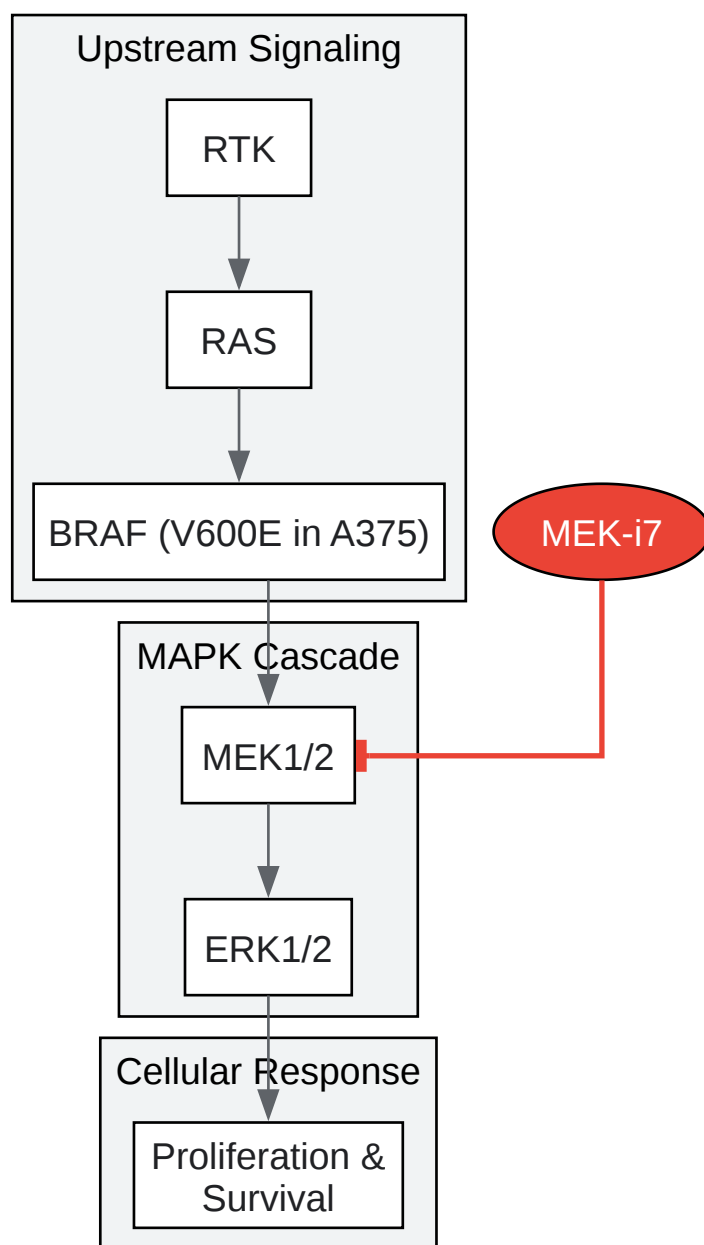 Upstream Signaling
RTK
RAS
BRAF (V600E in A375)
MEK-i7
MAPK Cascade
MEK1/2
ERK1/2
Cellular Response
Proliferation &
Survival